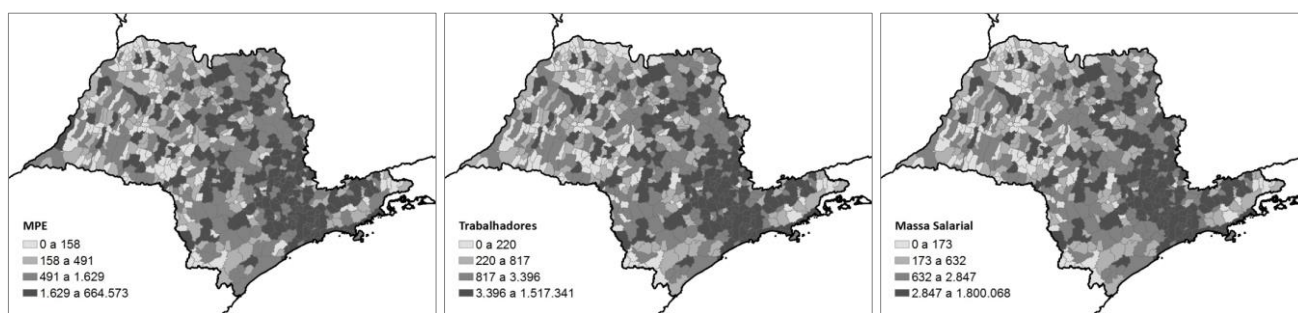 MPE
0 a 158
158 a 491
491 a 1.629
1.629 a 664.573
Trabalhadores
0 a 220
220 a 817
817 a 3.396
3.396 a 1.517.341
Massa Salarial
0 a 173
173 a 632
632 a 2.847
2.847 a 1.800.068